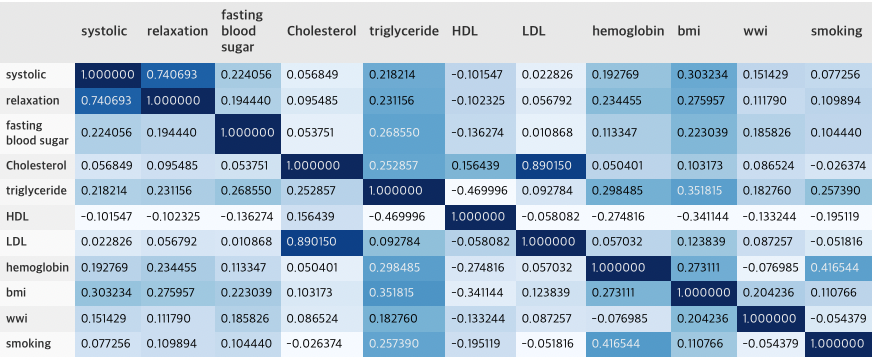 systolic relaxation fasting blood sugar Cholesterol triglyceride HDL LDL hemoglobin bmi wwi smoking
systolic 1.000000 0.740693 0.224056 0.056849 0.218214 -0.101547 0.022826 0.192769 0.303234 0.151429 0.077256
relaxation 0.740693 1.000000 0.194440 0.095485 0.231156 -0.102325 0.056792 0.234455 0.275957 0.111790 0.109894
fasting blood sugar 0.224056 0.194440 1.000000 0.053751 0.268550 -0.136274 0.010868 0.113347 0.223039 0.185826 0.104440
Cholesterol 0.056849 0.095485 0.053751 1.000000 0.252857 0.156439 0.890150 0.050401 0.103173 0.086524 -0.026374
triglyceride 0.218214 0.231156 0.268550 0.252857 1.000000 -0.469996 0.092784 0.298485 0.351815 0.182760 0.257390
HDL -0.101547 -0.102325 -0.136274 0.156439 -0.469996 1.000000 -0.058082 -0.274816 -0.341144 -0.133244 -0.195119
LDL 0.022826 0.056792 0.010868 0.890150 0.092784 -0.058082 1.000000 0.057032 0.123839 0.087257 -0.051816
hemoglobin 0.192769 0.234455 0.113347 0.050401 0.298485 -0.274816 0.057032 1.000000 0.273111 -0.076985 0.416544
bmi 0.303234 0.275957 0.223039 0.103173 0.351815 -0.341144 0.123839 0.273111 1.000000 0.204236 0.110766
wwi 0.151429 0.111790 0.185826 0.086524 0.182760 -0.133244 0.087257 -0.076985 0.204236 1.000000 -0.054379
smoking 0.077256 0.109894 0.104440 -0.026374 0.257390 -0.195119 -0.051816 0.416544 0.110766 -0.054379 1.000000